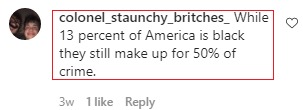 colonel_staunchy_britches_ While
13 percent of America is black
they still make up for 50% of
crime.
3w 1 like Reply